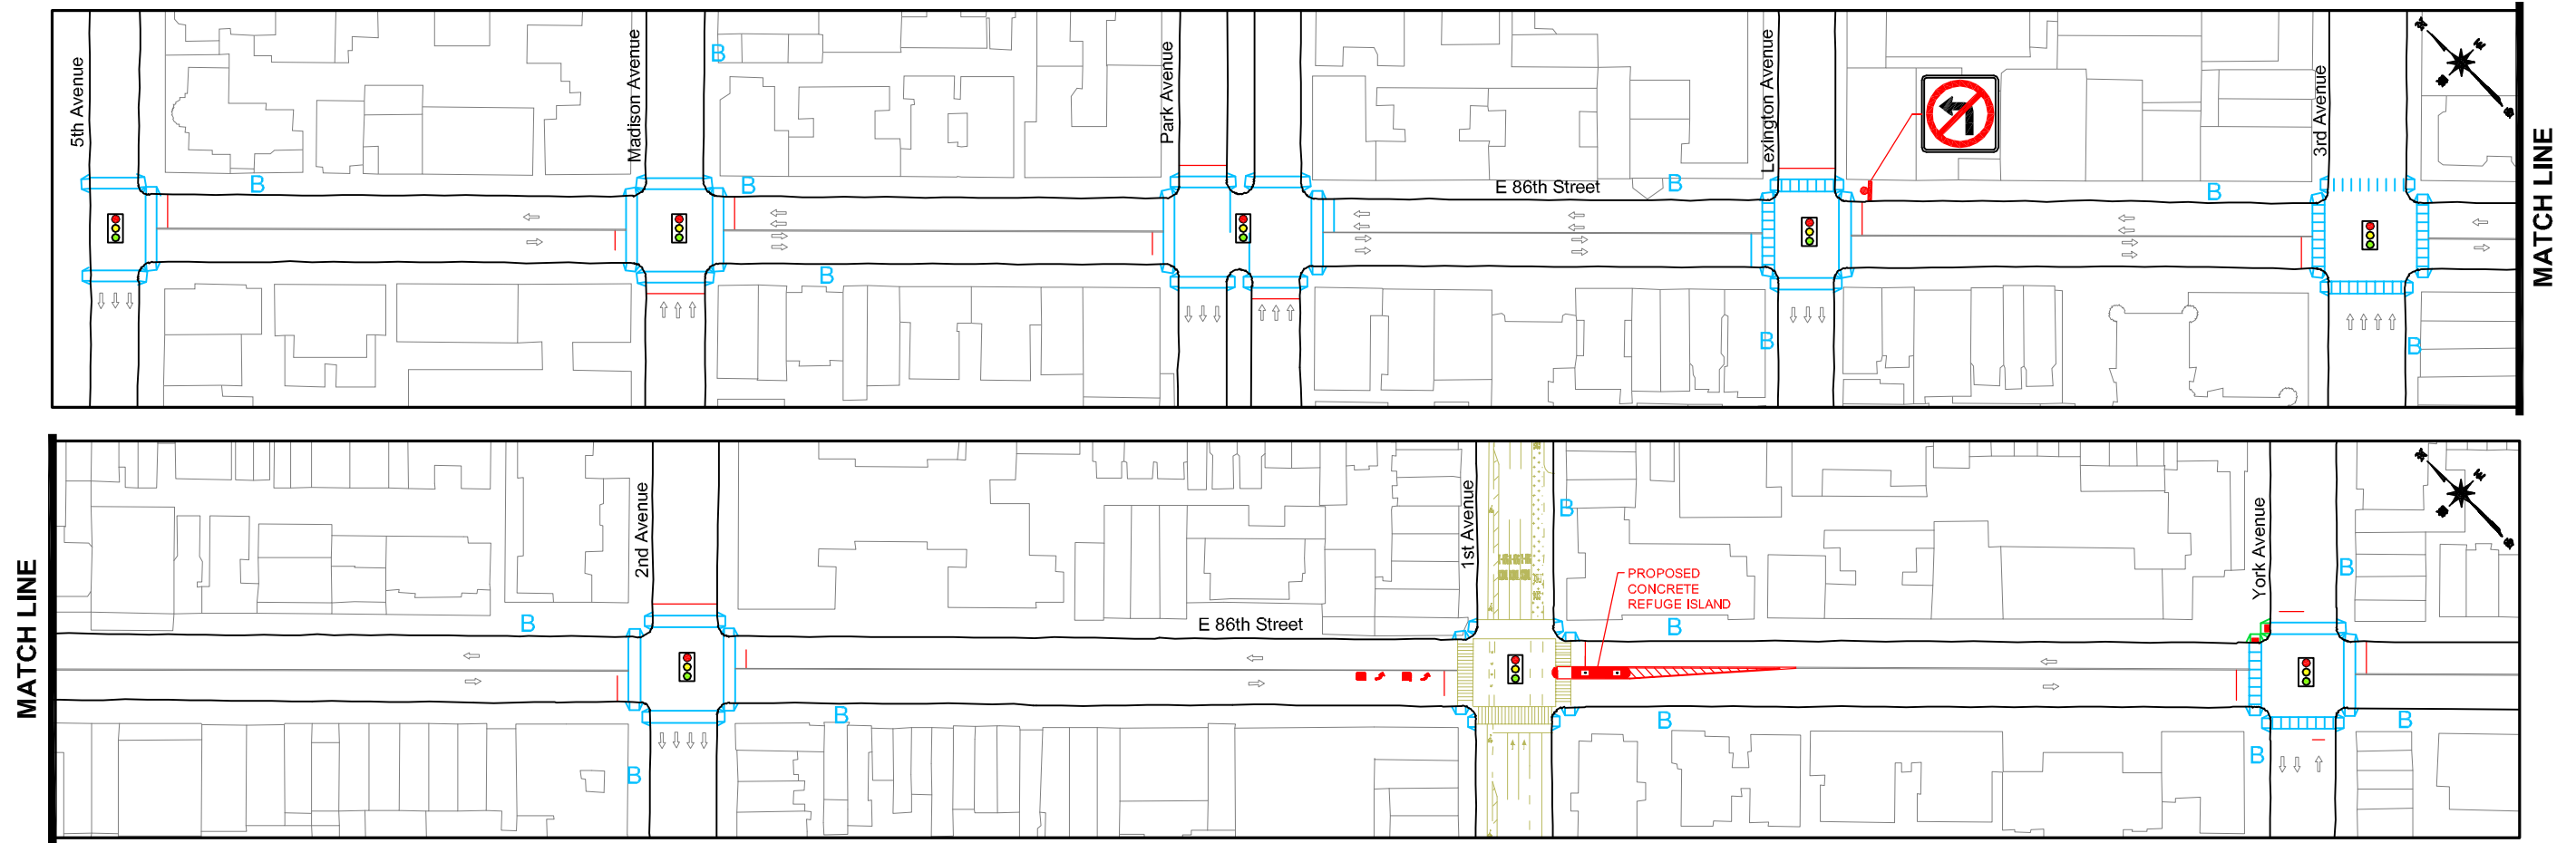 5th Avenue
B
Madison Avenue
B
B
B
Park Avenue
E 86th Street
B
Lexington Avenue
B
B
3rd Avenue
B
MATCH LINE
MATCH LINE
B
2nd Avenue
B
B
E 86th Street
1st Avenue
B
PROPOSED
CONCRETE
REFUGE ISLAND
B
B
York Avenue
B
B
B